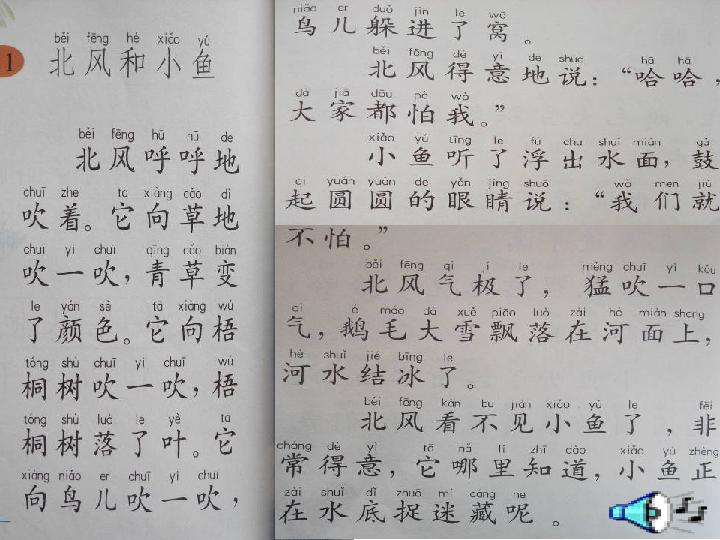 1
běi fēng hé xiǎo yú
北风和小鱼
běi fēng hū hū de
北风呼呼地
chuī zhe tā xiàng cǎo dì
吹着。它向草地
chuī yi chuī qīng cǎo biàn
吹一吹，青草变
le yán sè tā xiàng wú
了颜色。它向梧
tóng shù chuī yi chuī wú
桐树吹一吹，梧
tóng shù luò le yè tā
桐树落了叶。它
xiàng niǎo er chuī yi chuī
向鸟儿吹一吹，
niǎo er duǒ jìn le wō
鸟儿躲进了窝。
běi fēng dé yì de shuō hā hā
北风得意地说：“哈哈，
dà jiā dōu pà wǒ
大家都怕我。”
xiǎo yú tīng le fú chū shuǐ miàn gǔ
小鱼听了浮出水面，鼓
qǐ yuán yuán de yǎn jīng shuō wǒ men jiù
起圆圆的眼睛说：“我们就
不怕。”
běi fēng qì jí le měng chuī yì kǒu
北风气极了，猛吹一口
qì é máo dà xuě piāo luò zài hé miàn shang
气，鹅毛大雪飘落在河面上，
hé shuǐ jié bīng le
河水结冰了。
běi fēng kàn bu jiàn xiǎo yú le fēi
北风看不见小鱼了，非
cháng dé yì tā nǎ lǐ zhī dào xiǎo yú zhèng
常得意，它哪里知道，小鱼正
zài shuǐ dǐ zhuō mí cáng ne
在水底捉迷藏呢。